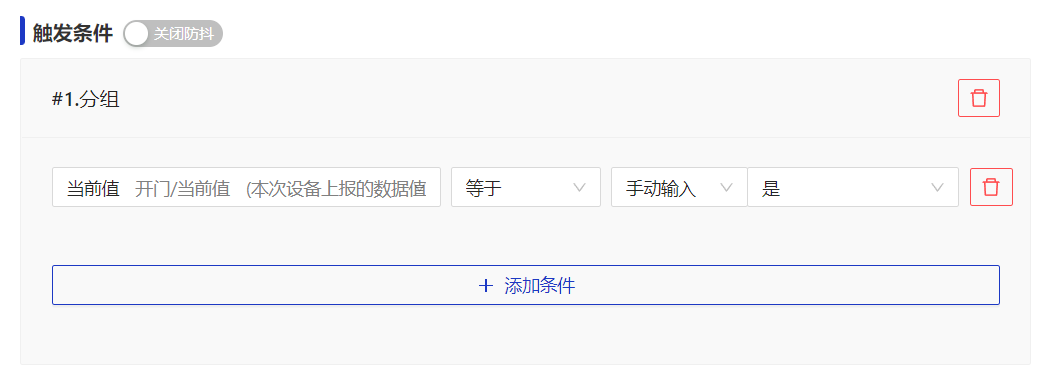 触发条件 关闭防抖
#1.分组
当前值 开门/当前值 (本次设备上报的数据值 等于 手动输入 是
添加条件